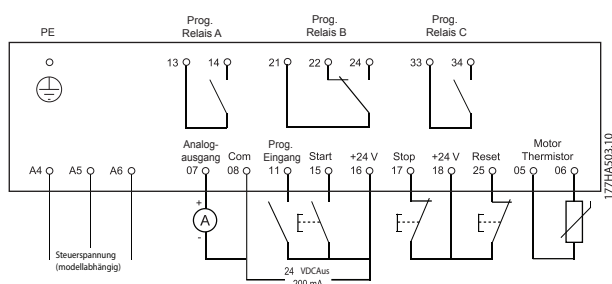 PE
Prog.
Relais A
Prog.
Relais B
Prog.
Relais C
13 14 21 22 24 33 34
Analog-
ausgang
07
Com
08
Prog.
Eingang
11
Start
15
+24 V
16
Stop
17
+24 V
18
Reset
25
Motor
Thermistor
05 06
A4 A5 A6
+
A
-
Steuerspannung
(modellabhängig)
24 VDCAus
200 mA
177HA503.10